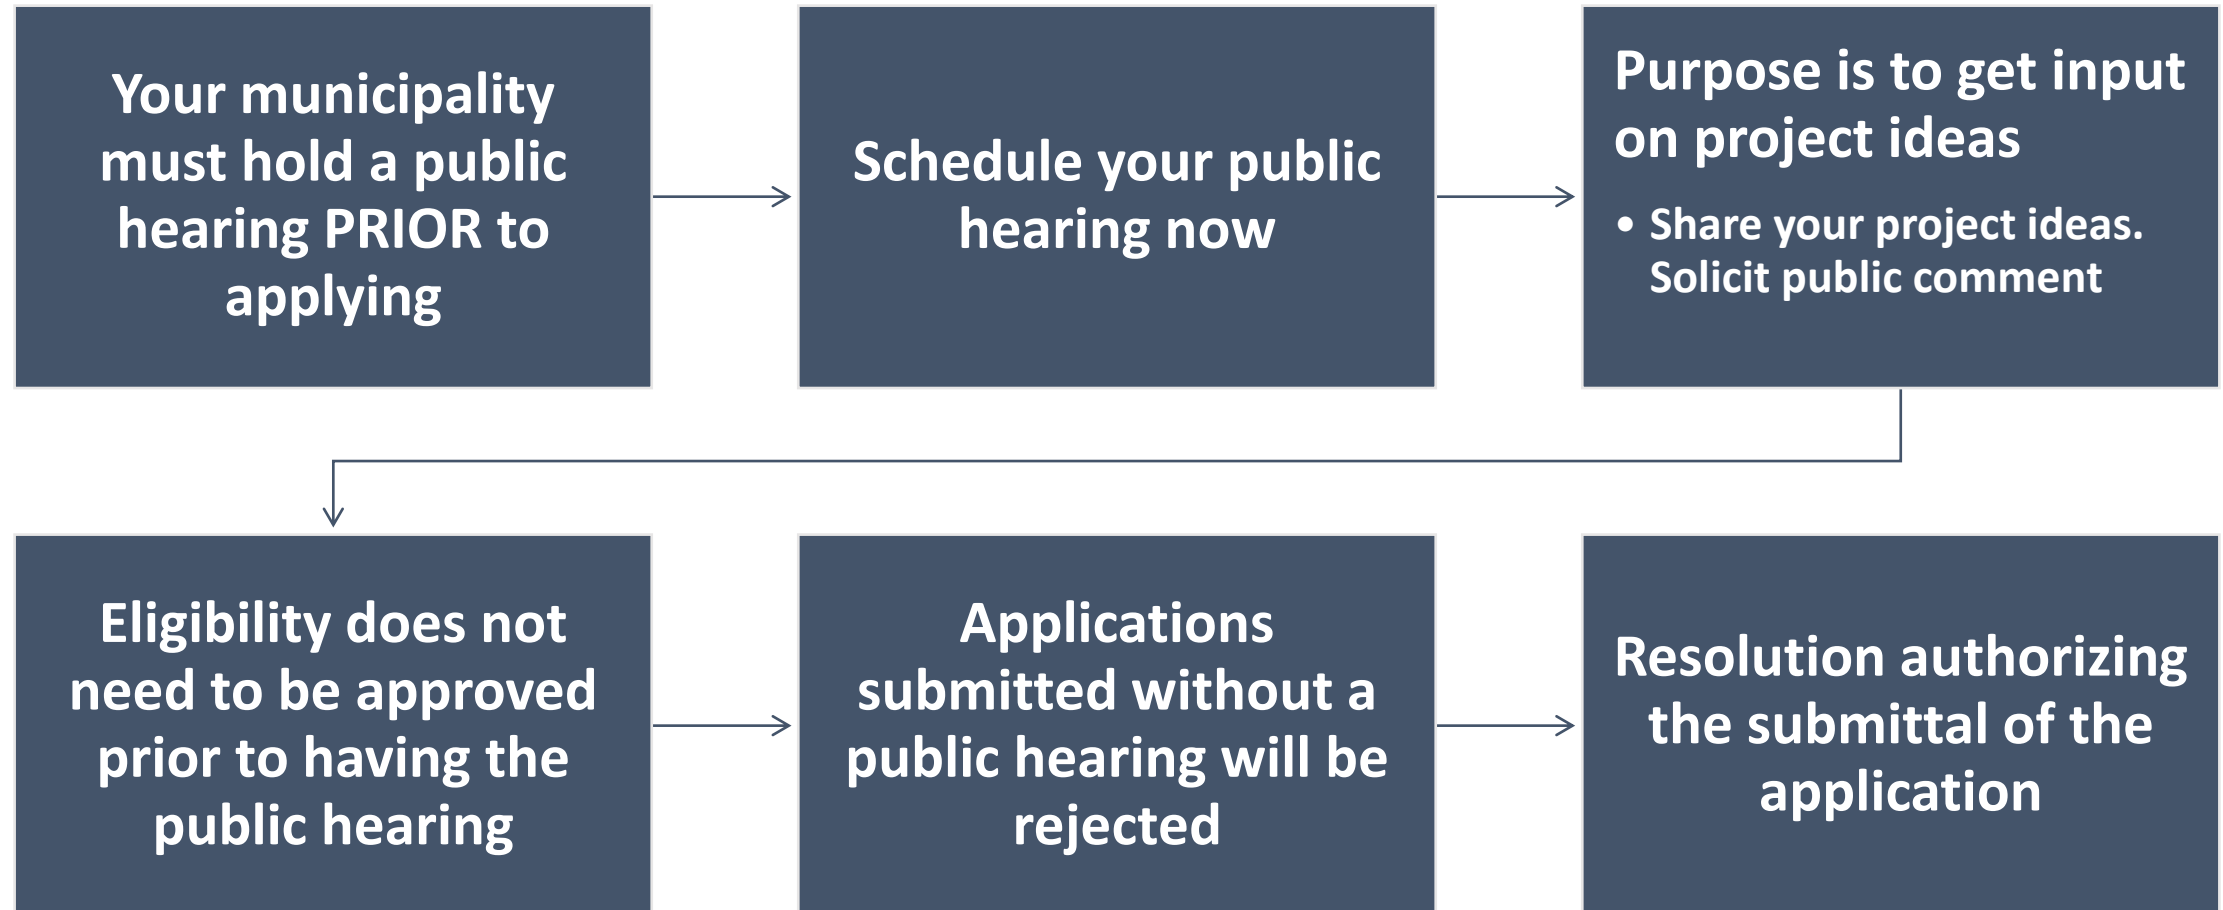 Your municipality
must hold a public
hearing PRIOR to
applying
Schedule your public
hearing now
Purpose is to get input
on project ideas
• Share your project ideas.
Solicit public comment
Eligibility does not
need to be approved
prior to having the
public hearing
Applications
submitted without a
public hearing will be
rejected
Resolution authorizing
the submittal of the
application